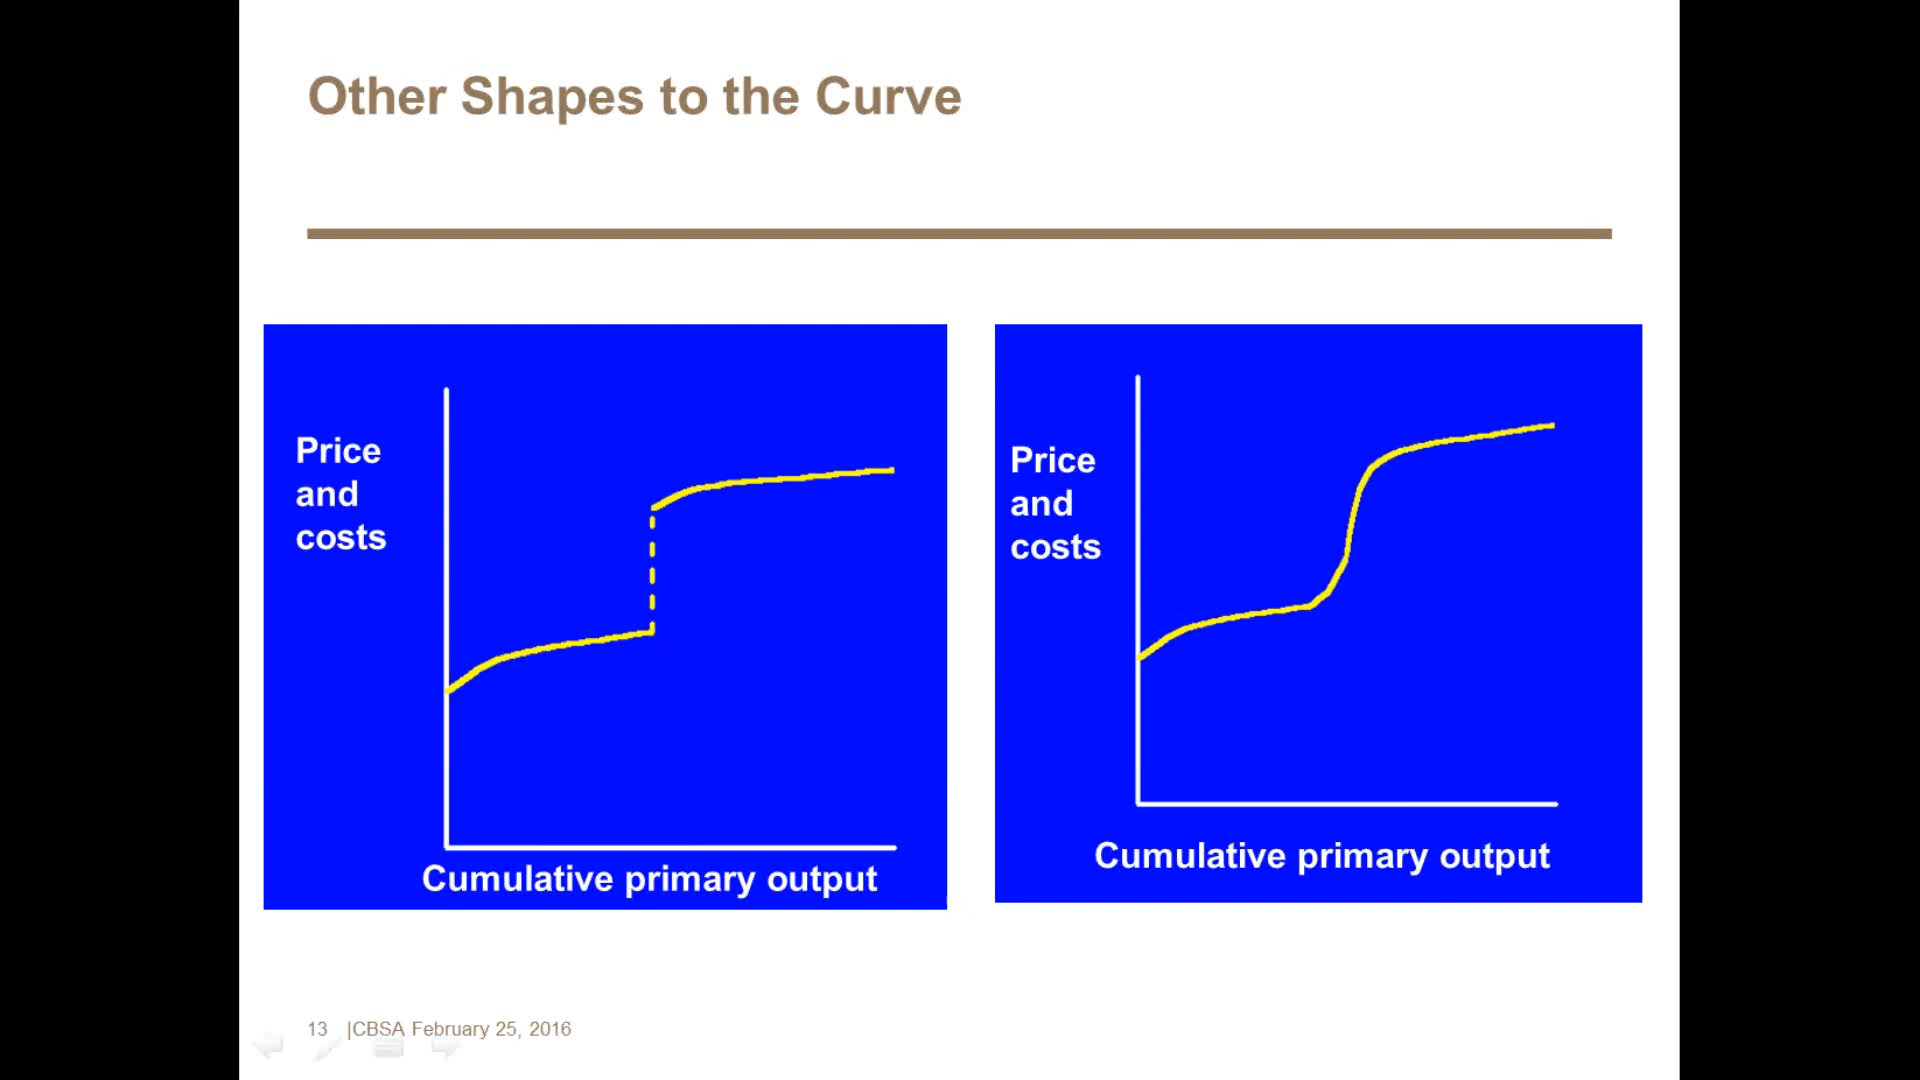 Other Shapes to the Curve
Price
and
costs
Cumulative primary output
Price
and
costs
Cumulative primary output
13 |CBSA February 25, 2016